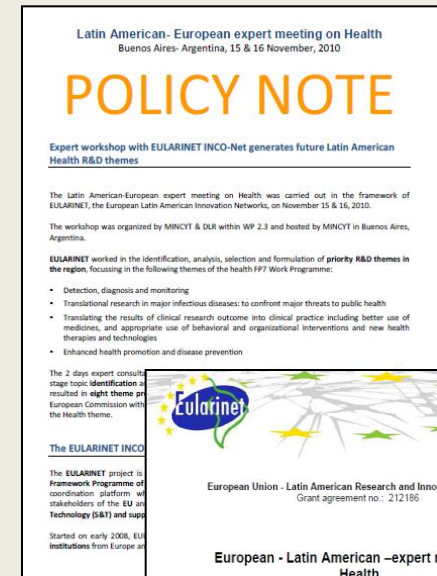 Latin American- European expert meeting on Health
Buenos Aires- Argentina, 15 & 16 November, 2010
POLICY NOTE
Expert workshop with EULARINET INCO-Net generates future Latin American
Health R&D themes
The Latin American-European expert meeting on Health was carried out in the framework of
EULARINET, the European Latin American Innovation Networks, on November 15 & 16, 2010.
The workshop was organized by MINCYT & DLR within WP 2.3 and hosted by MINCYT in Buenos Aires,
Argentina.
EULARINET worked in the identification, analysis, selection and formulation of priority R&D themes in
the region, focussing in the following themes of the health FP7 Work Programme:
• Detection, diagnosis and monitoring
• Translational research in major infectious diseases: to confront major threats to public health
• Translating the results of clinical research outcome into clinical practice including better use of
medicines, and appropriate use of behavioral and organizational interventions and new health
therapies and technologies
• Enhanced health promotion and disease prevention
The 2 days expert consulta
stage topic identification a
resulted in eight theme pr
European Commission with
the Health theme.
The EULARINET INCO
The EULARINET project is
Framework Programme of
coordination platform wh
stakeholders of the EU an
Technology (S&T) and supp
Started on early 2008, EU
institutions from Europe an
Eularinet
European Union - Latin American Research and Inno
Grant agreement no.: 212186
European - Latin American –expert m
Health